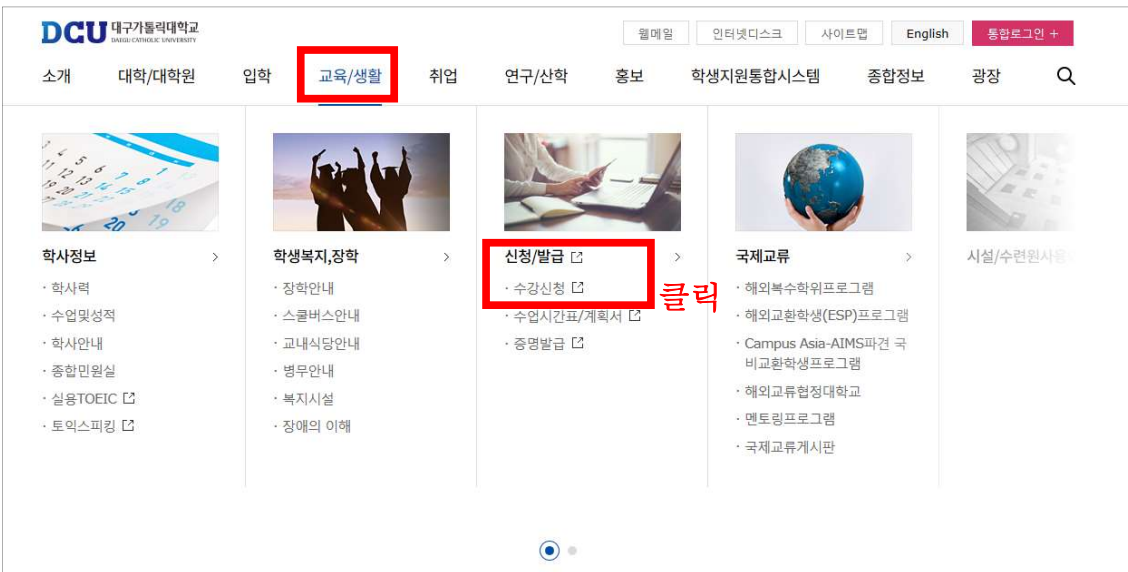 DCU 대구가톨릭대학교
DAEGU CATHOLIC UNIVERSITY
웹메일 인터넷디스크 사이트맵 English 통합로그인 +
소개 대학/대학원 입학 교육/생활 취업 연구/산학 홍보 학생지원통합시스템 종합정보 광장
학사정보
· 학사력
· 수업및성적
· 학사안내
· 종합민원실
· 실용TOEIC
· 토익스피킹
학생복지,장학
· 장학안내
· 스쿨버스안내
· 교내식당안내
· 병무안내
· 복지시설
· 장애의 이해
신청/발급
· 수강신청
클릭
· 수업시간표/계획서
· 증명발급
국제교류
· 해외복수학위프로그램
· 해외교환학생(ESP)프로그램
· Campus Asia-AIMS파견 국
비교환학생프로그램
· 해외교류협정대학교
· 멘토링프로그램
· 국제교류게시판
시설/수련원사용